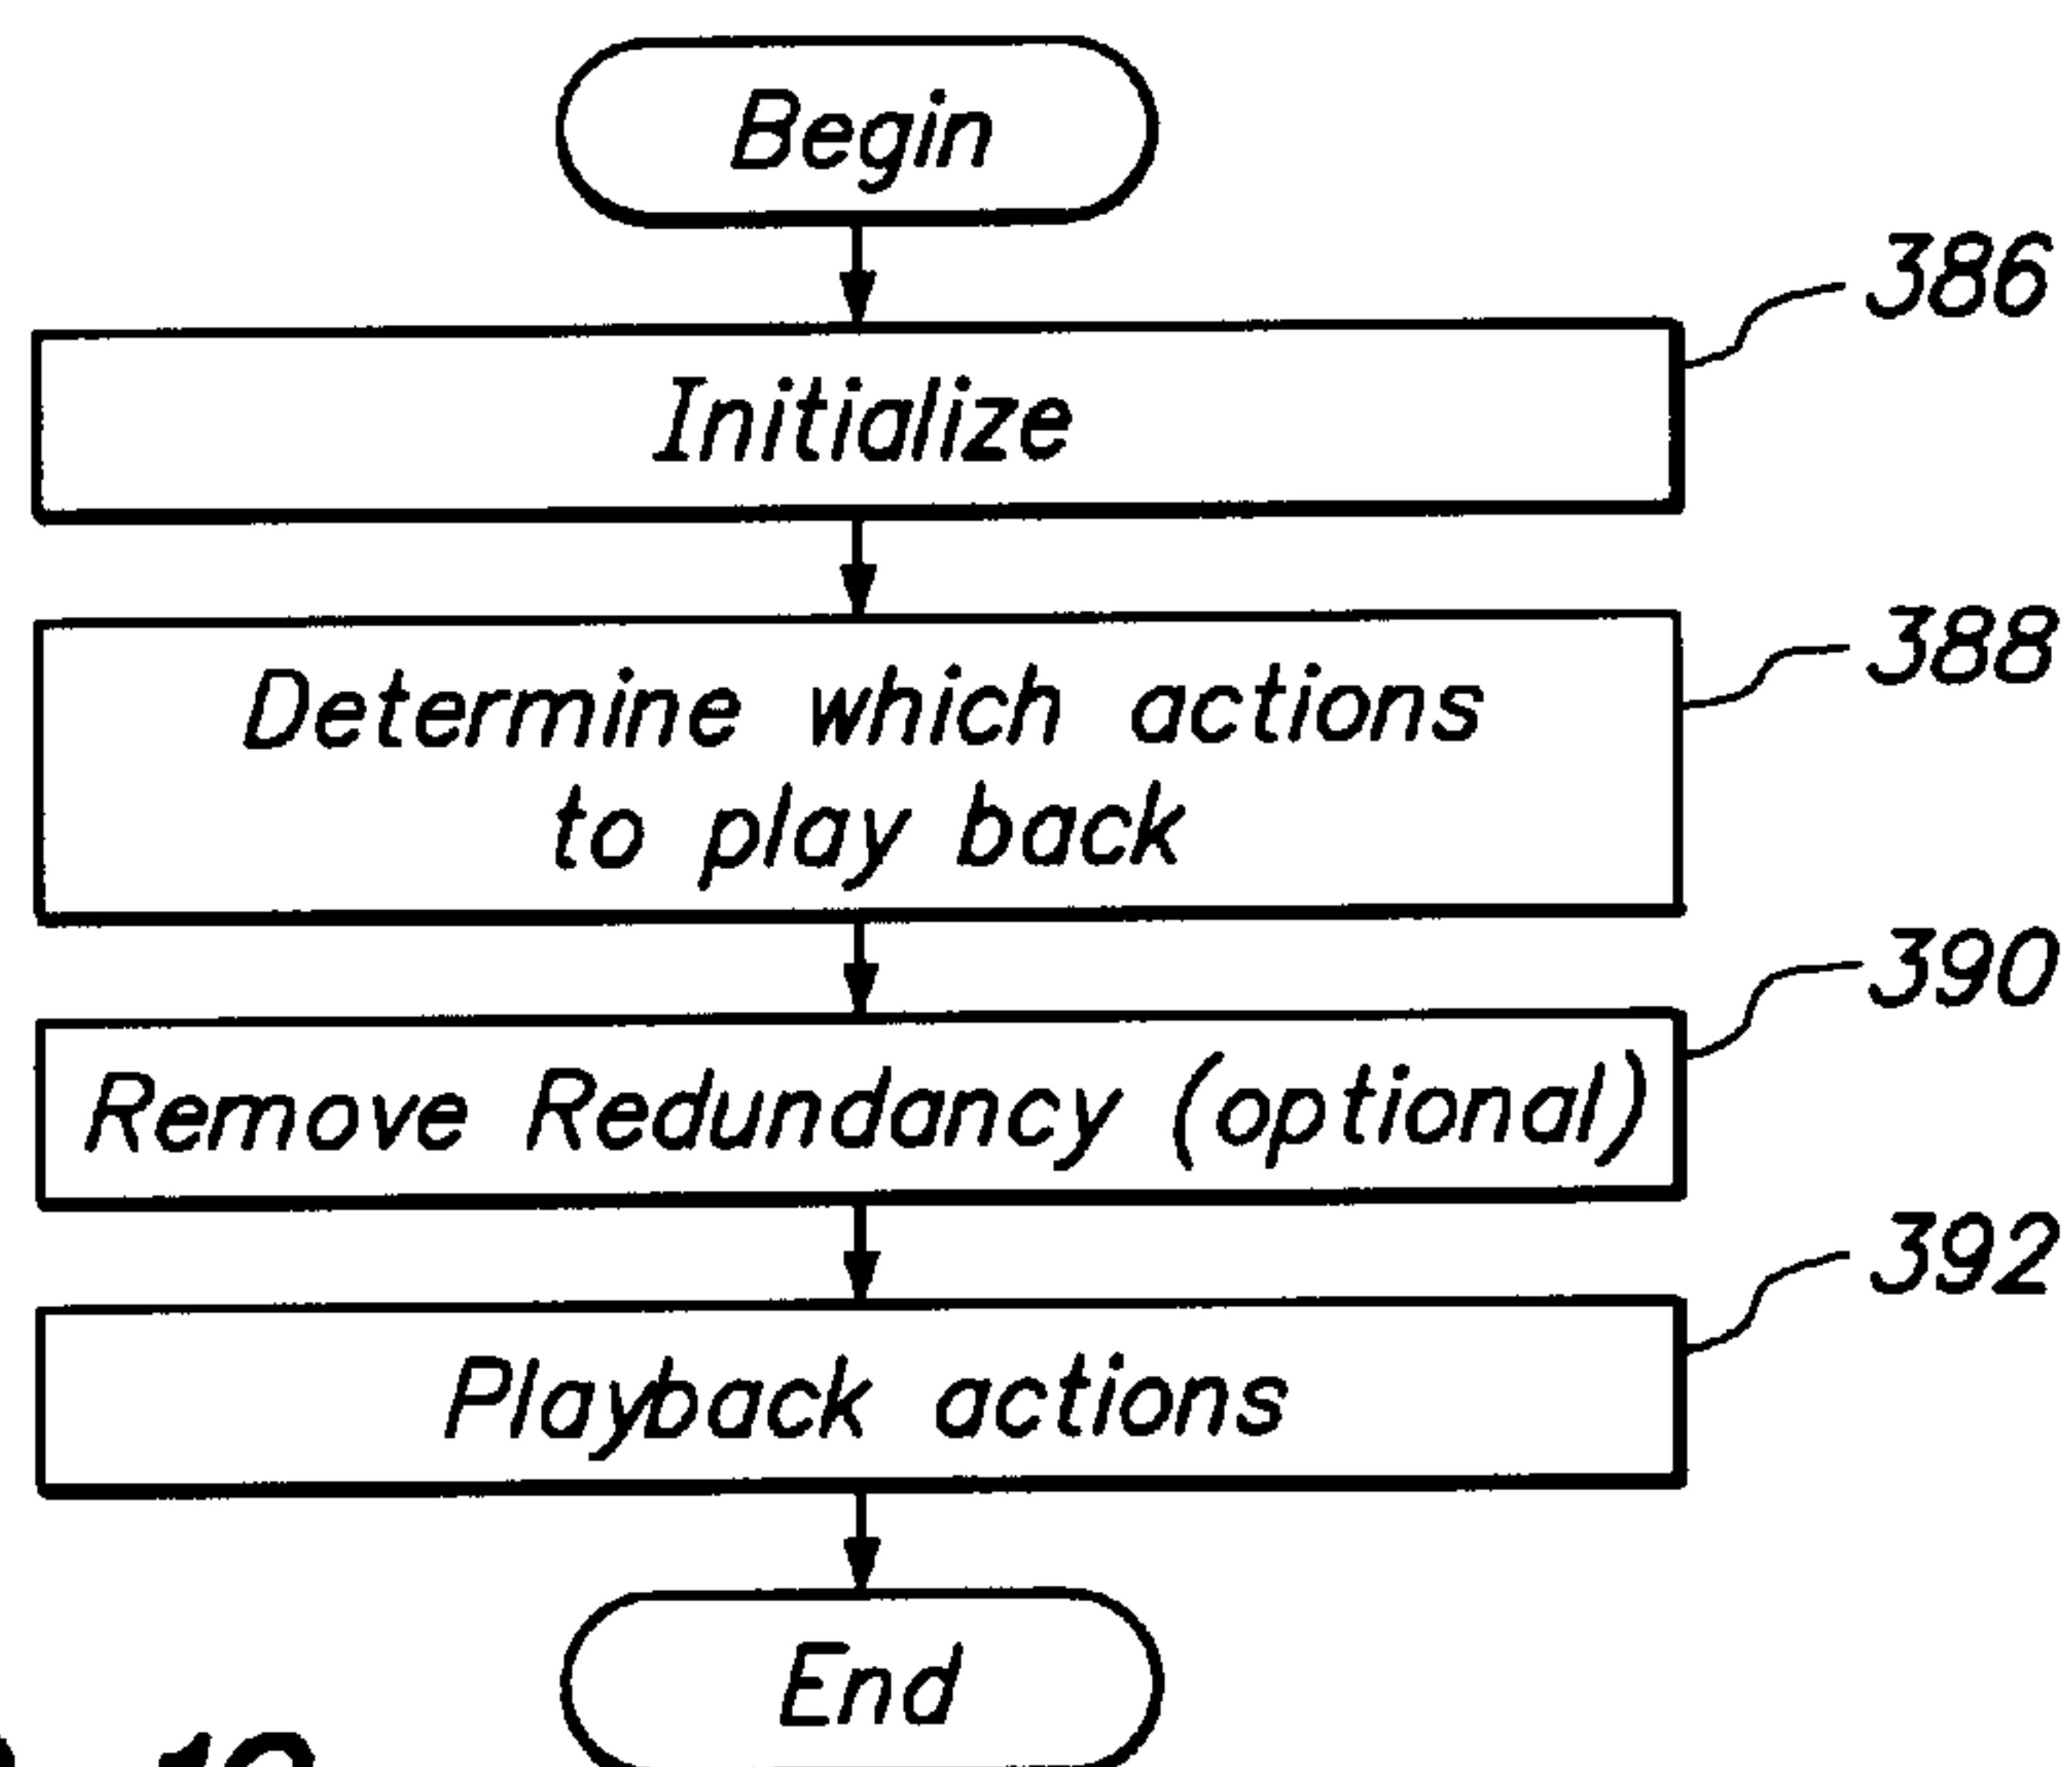 Begin
386
Initialize
388
Determine which actions
to play back
390
Remove Redundancy (optional)
392
Playback actions
End